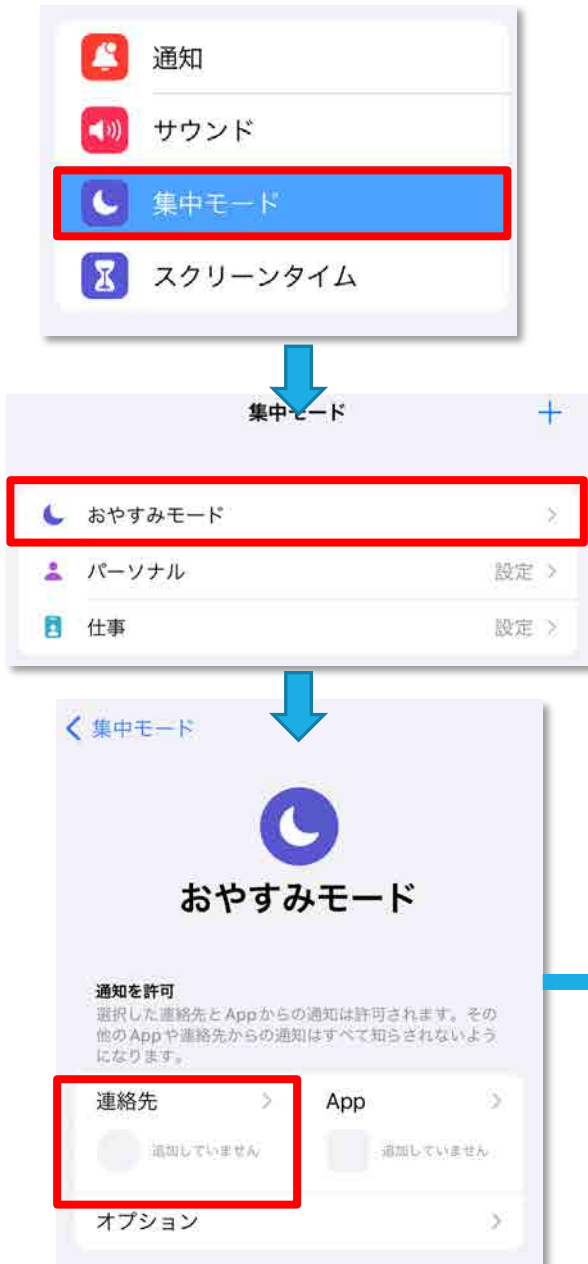 通知
サウンド
集中モード
スクリーンタイム
集中モード
おやすみモード
パーソナル 設定
仕事 設定
集中モード
おやすみモード
通知を許可
選択した連絡先とAppからの通知は許可されます。その
他のAppや連絡先からの通知はすべて知らされないよう
になります。
連絡先 App
追加していません 追加していません
オプション